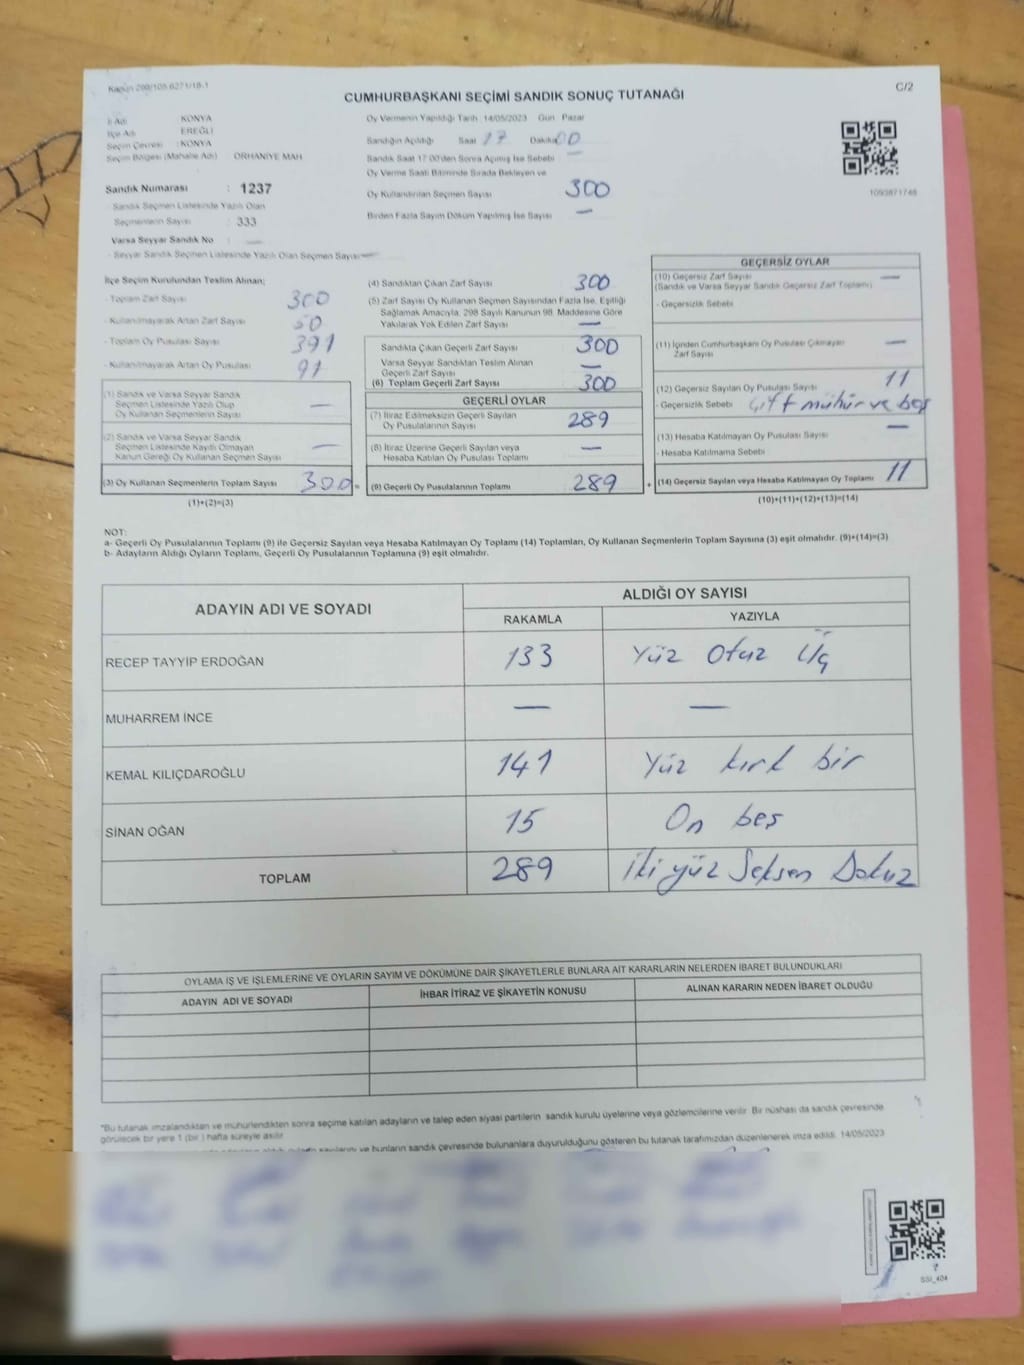 C/2
CUMHURBAŞKANI SEÇİMİ SANDIK SONUÇ TUTANAĞI
İl Adı KONYA
İlçe Adı EREĞLİ
Seçim Çevresi : KONYA
Seçim Bölgesi (Mahalle Adı) ORHANİYE MAH
Sandık Numarası : 1237
- Sandık Seçmen Listesinde Yazılı Olan
Seçmenlerin Sayısı : 333
Varsa Seyyar Sandık No : —
- Seyyar Sandık Seçmen Listesinde Yazılı Olan Seçmen Sayısı —
Oy Vermenin Yapıldığı Tarih 14/05/2023 Gün Pazar
Sandığın Açıldığı Saat 17 Dakika 00
Sandık Saat 17:00'den Sonra Açılmış İse Sebebi —
Oy Verme Saati Bitiminde Sırada Bekleyen ve
Oy Kullandırılan Seçmen Sayısı 300
Birden Fazla Sayım Döküm Yapılmış İse Sayısı —
1093871748
İlçe Seçim Kurulundan Teslim Alınan;
- Toplam Zarf Sayısı 300
- Kullanılmayarak Artan Zarf Sayısı 50
- Toplam Oy Pusulası Sayısı 391
- Kullanılmayarak Artan Oy Pusulası 91
(1) Sandık ve Varsa Seyyar Sandık
Seçmen Listesinde Yazılı Olup
Oy Kullanan Seçmenlerin Sayısı —
(2) Sandık ve Varsa Seyyar Sandık
Seçmen Listesinde Kayıtlı Olmayan
Kanun Gereği Oy Kullanan Seçmen Sayısı —
(3) Oy Kullanan Seçmenlerin Toplam Sayısı 300 =
(1)+(2)=(3)
(4) Sandıktan Çıkan Zarf Sayısı 300
(5) Zarf Sayısı Oy Kullanan Seçmen Sayısından Fazla İse, Eşitliği
Sağlamak Amacıyla, 298 Sayılı Kanunun 98. Maddesine Göre
Yakılarak Yok Edilen Zarf Sayısı —
Sandıkta Çıkan Geçerli Zarf Sayısı 300
Varsa Seyyar Sandıktan Teslim Alınan
Geçerli Zarf Sayısı —
(6) Toplam Geçerli Zarf Sayısı 300
GEÇERLİ OYLAR
(7) İtiraz Edilmeksizin Geçerli Sayılan
Oy Pusulalarının Sayısı 289
(8) İtiraz Üzerine Geçerli Sayılan veya
Hesaba Katılan Oy Pusulası Toplamı —
(9) Geçerli Oy Pusulalarının Toplamı 289 +
GEÇERSİZ OYLAR
(10) Geçersiz Zarf Sayısı —
(Sandık ve Varsa Seyyar Sandık Geçersiz Zarf Toplamı)
- Geçersizlik Sebebi
(11) İçinden Cumhurbaşkanı Oy Pusulası Çıkmayan
Zarf Sayısı —
(12) Geçersiz Sayılan Oy Pusulası Sayısı 11
- Geçersizlik Sebebi Çift mühür ve boş
(13) Hesaba Katılmayan Oy Pusulası Sayısı —
- Hesaba Katılmama Sebebi
(14) Geçersiz Sayılan veya Hesaba Katılmayan Oy Toplamı 11
(10)+(11)+(12)+(13)=(14)
NOT:
a- Geçerli Oy Pusulalarının Toplamı (9) ile Geçersiz Sayılan veya Hesaba Katılmayan Oy Toplamı (14) Toplamları, Oy Kullanan Seçmenlerin Toplam Sayısına (3) eşit olmalıdır. (9)+(14)=(3)
b- Adayların Aldığı Oyların Toplamı, Geçerli Oy Pusulalarının Toplamına (9) eşit olmalıdır.
ADAYIN ADI VE SOYADI ALDIĞI OY SAYISI
RAKAMLA YAZIYLA
RECEP TAYYİP ERDOĞAN 133 Yüz Otuz Üç
MUHARREM İNCE — —
KEMAL KILIÇDAROĞLU 141 Yüz kırk bir
SİNAN OĞAN 15 On beş
TOPLAM 289 İki yüz Seksen Dokuz
OYLAMA İŞ VE İŞLEMLERİNE VE OYLARIN SAYIM VE DÖKÜMÜNE DAİR ŞİKAYETLERLE BUNLARA AİT KARARLARIN NELERDEN İBARET BULUNDUKLARI
ADAYIN ADI VE SOYADI İHBAR İTİRAZ VE ŞİKAYETİN KONUSU ALINAN KARARIN NEDEN İBARET OLDUĞU
"Bu tutanak imzalandıktan ve mühürlendikten sonra seçime katılan adayların ve talep eden siyasi partilerin sandık kurulu üyelerine veya gözlemcilerine verilir. Bir nüshası da sandık çevresinde
görülecek bir yere 1 (bir) hafta süreyle asılır.
ve bunların sandık çevresinde bulunanlara duyurulduğunu gösteren bu tutanak tarafımızdan düzenlenerek imza edildi. 14/05/2023
SSI_404